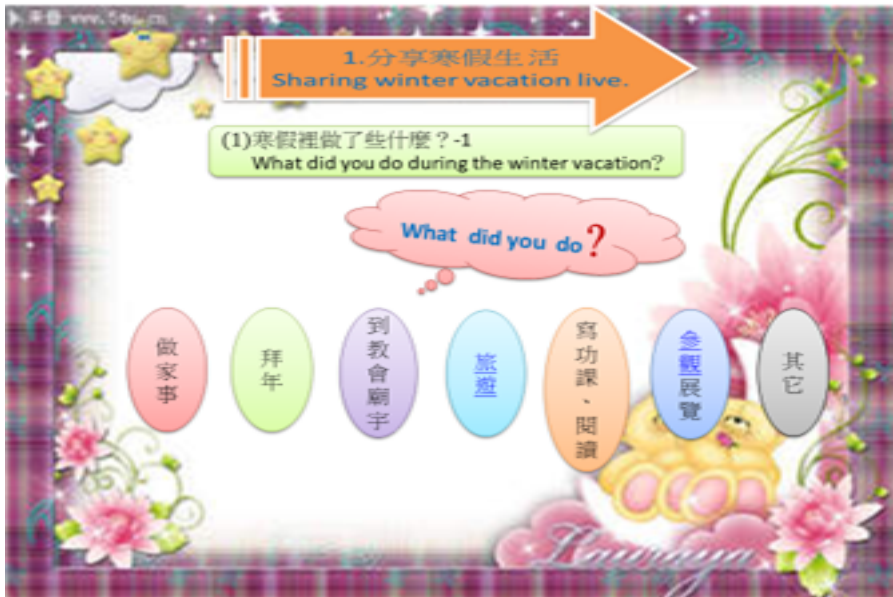 1.分享寒假生活
Sharing winter vacation live.
(1)寒假裡做了些什麼？-1
What did you do during the winter vacation?
What did you do?
做家事
拜年
到教會廟宇
旅遊
寫功課、閱讀
參觀展覽
其它